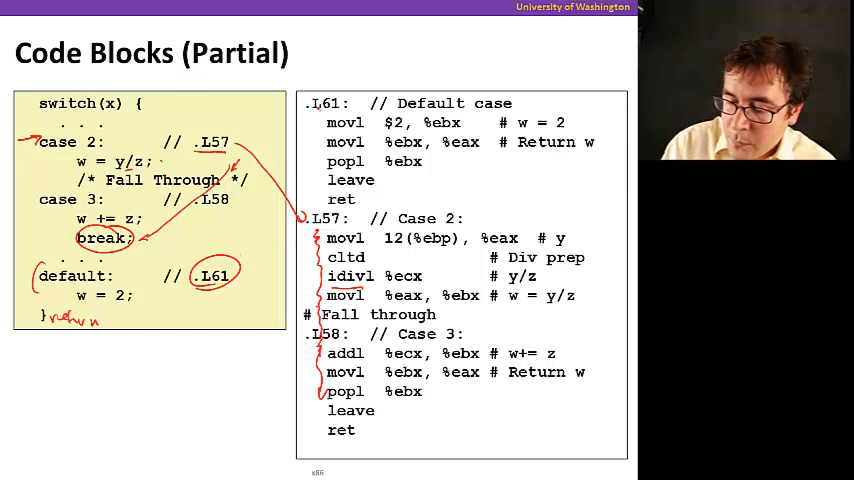 University of Washington
Code Blocks (Partial)
switch(x) {
. . .
case 2: // .L57
w = y/z;
/* Fall Through */
case 3: // .L58
w += z;
break;
. . .
default: // .L61
w = 2;
}return
.L61: // Default case
movl $2, %ebx # w = 2
movl %ebx, %eax # Return w
popl %ebx
leave
ret
.L57: // Case 2:
movl 12(%ebp), %eax # y
cltd # Div prep
idivl %ecx # y/z
movl %eax, %ebx # w = y/z
# Fall through
.L58: // Case 3:
addl %ecx, %ebx # w+= z
movl %ebx, %eax # Return w
popl %ebx
leave
ret
x86